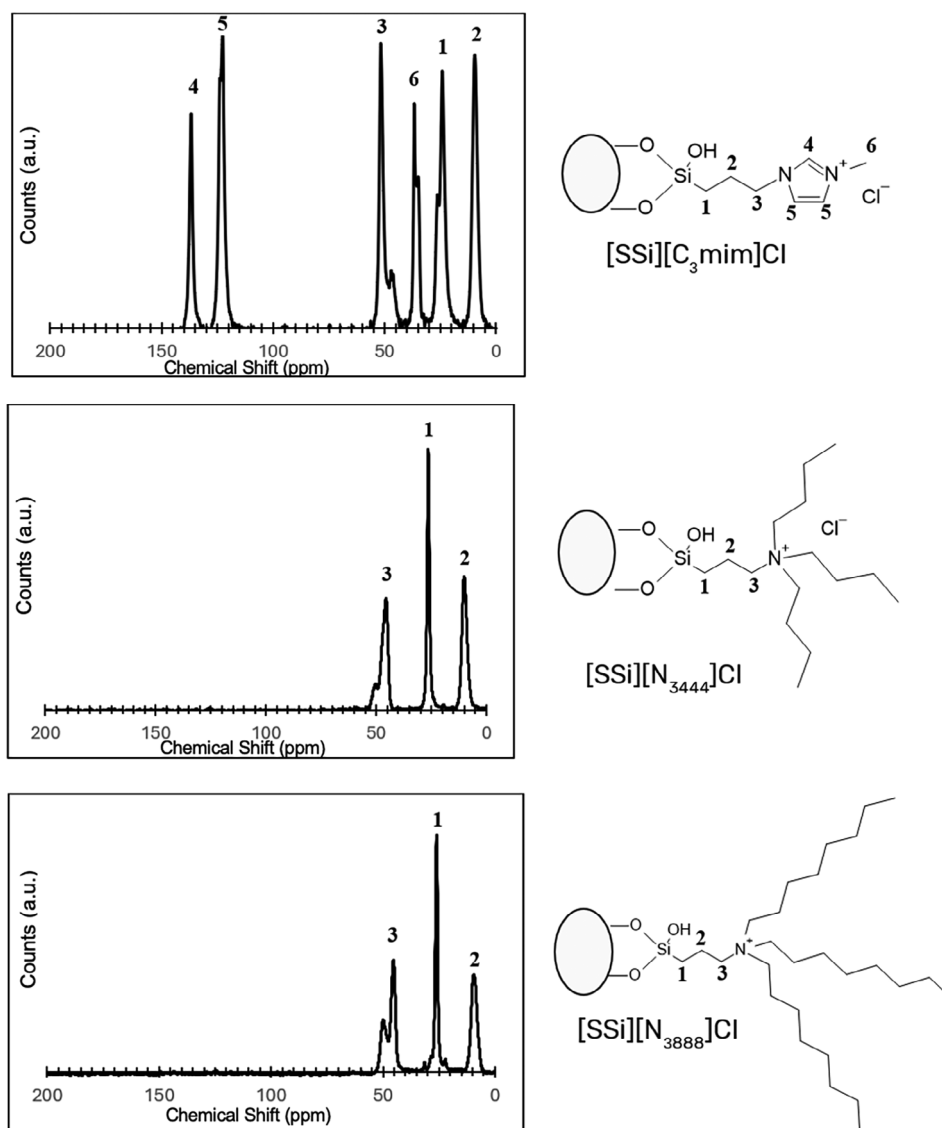 5
3
2
1
4
6
Counts (a.u.)
200
150
100
50
0
Chemical Shift (ppm)
O
OH
Si
O
2
1
3
N
4
N
+
6
5
5
Cl⁻
[SSi][C₃mim]Cl
1
3
2
Counts (a.u.)
200
150
100
50
0
Chemical Shift (ppm)
O
OH
Si
O
2
1
3
N⁺
Cl⁻
[SSi][N₃₄₄₄]Cl
1
3
2
Counts (a.u.)
200
150
100
50
0
Chemical Shift (ppm)
O
OH
Si
O
2
1
3
N⁺
[SSi][N₃₈₈₈]Cl